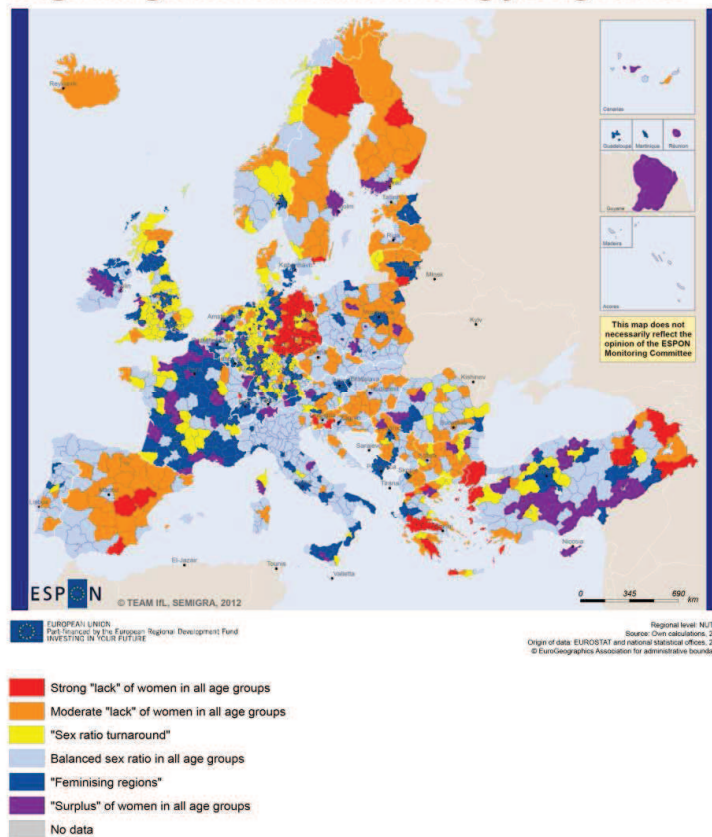 Reykjavik
Canarias
Guadeloupe
Martinique
Réunion
Guyane
Madeira
Acores
This map does not
necessarily reflect the
opinion of the ESPON
Monitoring Committee
Minsk
Kyiv
Kishinev
Sarajevo
Tirana
Nicosia
El-Jazair
Tounis
Valletta
ESPON
© TEAM IfL, SEMIGRA, 2012
0 345 690
km
EUROPEAN UNION
Part-financed by the European Regional Development Fund
INVESTING IN YOUR FUTURE
Regional level: NUT
Source: Own calculations, 2
Origin of data: EUROSTAT and national statistical offices, 2
© EuroGeographics Association for administrative bounda
Strong "lack" of women in all age groups
Moderate "lack" of women in all age groups
"Sex ratio turnaround"
Balanced sex ratio in all age groups
"Feminising regions"
"Surplus" of women in all age groups
No data